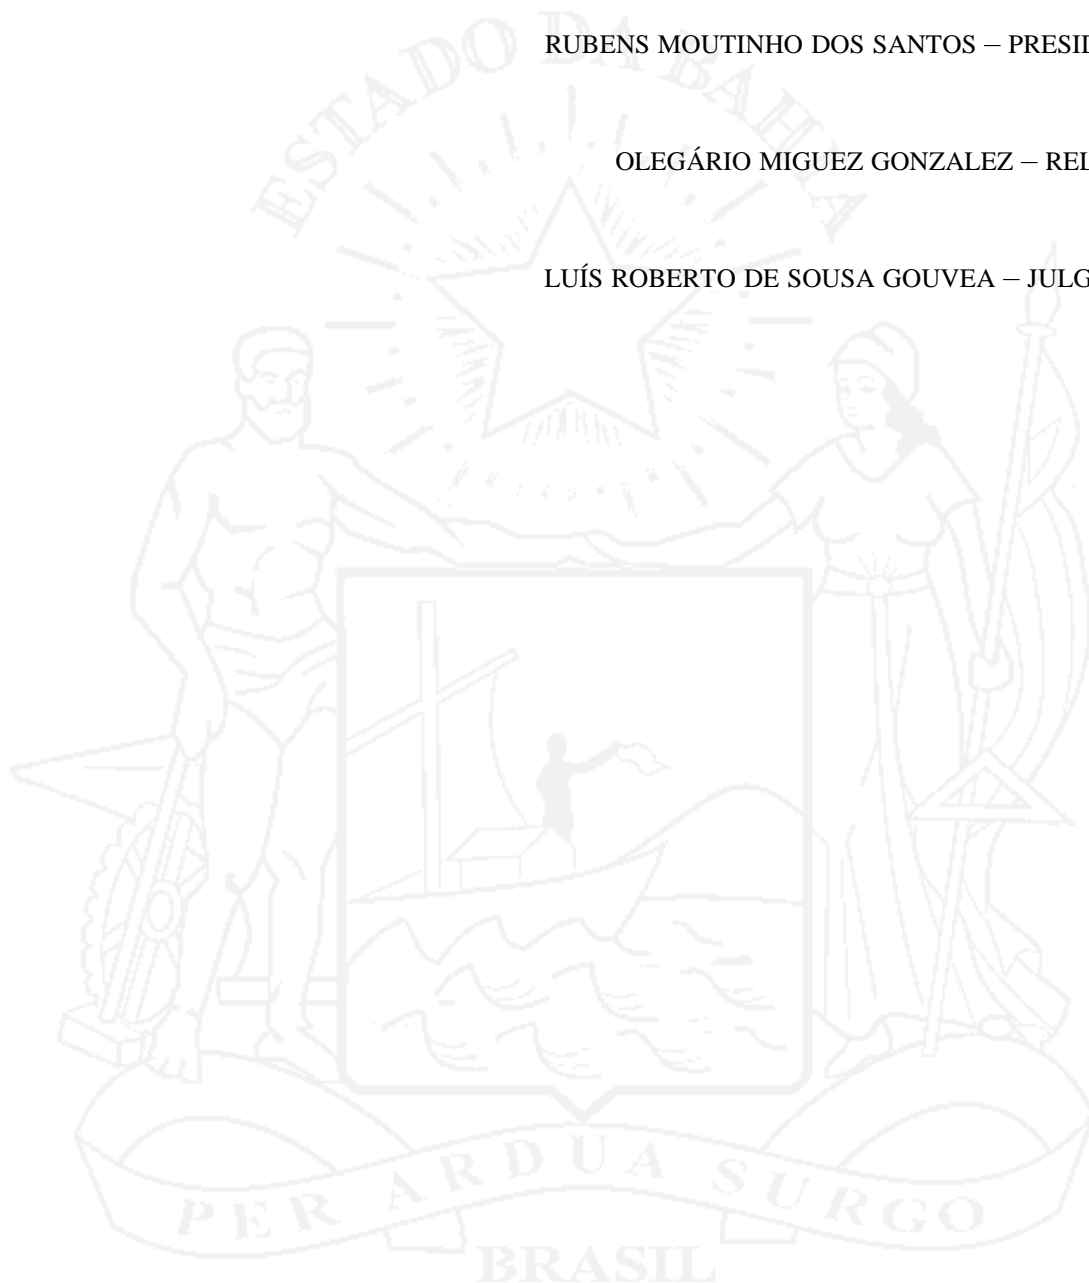 RUBENS MOUTINHO DOS SANTOS – PRESI
OLEGÁRIO MIGUEZ GONZALEZ – REL
LUÍS ROBERTO DE SOUSA GOUVEA – JULG
ESTADO DA BAHIA
PER ARDUA SURGO
BRASIL